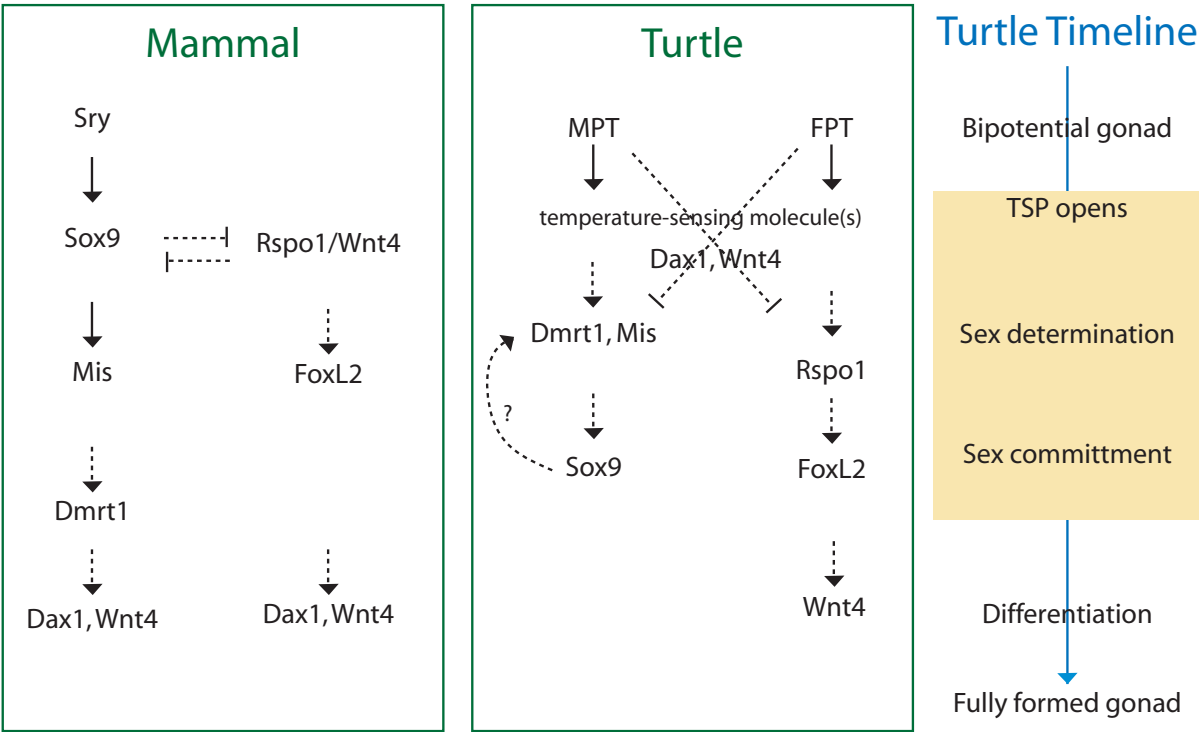 Mammal
Sry
Sox9
Rspo1/Wnt4
Mis
FoxL2
Dmrt1
Dax1, Wnt4
Dax1, Wnt4
Turtle
MPT
FPT
temperature-sensing molecule(s)
Dax1, Wnt4
Dmrt1, Mis
Rspo1
?
Sox9
FoxL2
Wnt4
Turtle Timeline
Bipotential gonad
TSP opens
Sex determination
Sex committment
Differentiation
Fully formed gonad